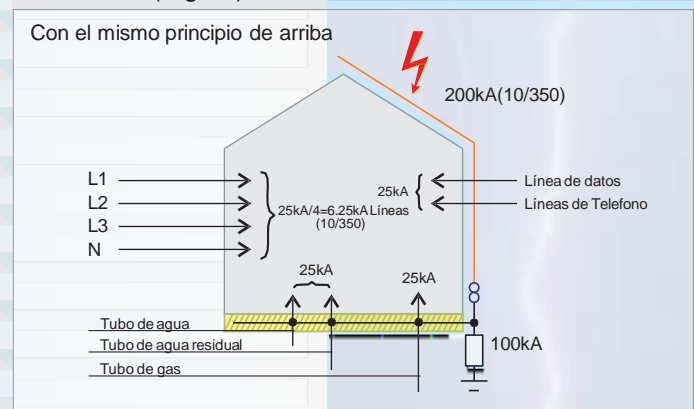 Con el mismo principio de arriba
200kA(10/350)
L1
L2
L3
N
25kA/4=6.25kA Líneas
(10/350)
25kA
Línea de datos
Líneas de Telefono
25kA
25kA
Tubo de agua
Tubo de agua residual
Tubo de gas
100kA